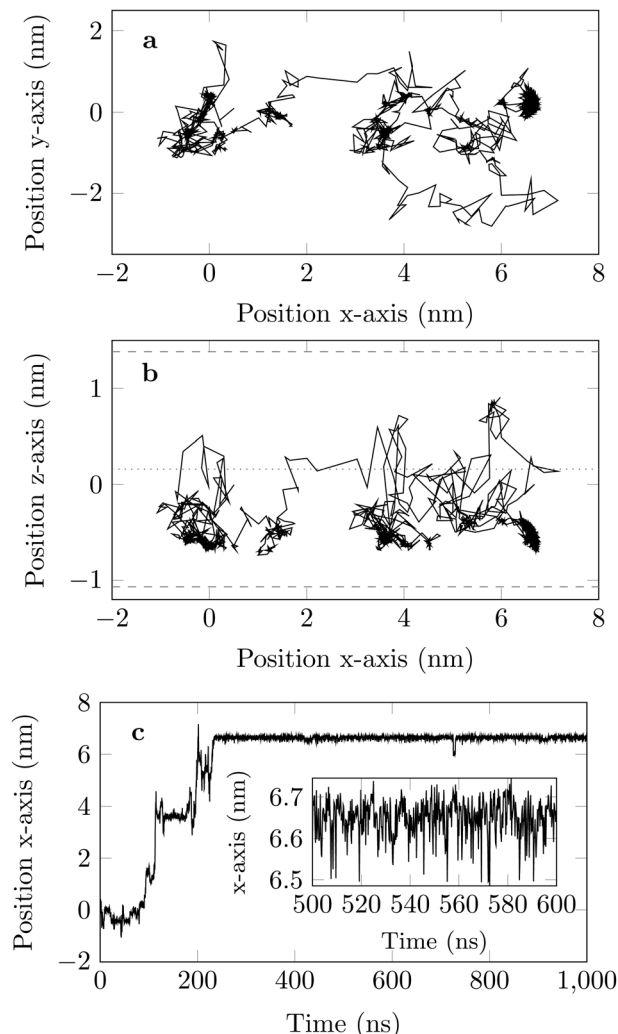 2
0
−2
Position y-axis (nm)
a
−2 0 2 4 6 8
Position x-axis (nm)
1
0
−1
Position z-axis (nm)
b
−2 0 2 4 6 8
Position x-axis (nm)
8
6
4
2
0
−2
Position x-axis (nm)
c
6.7
6.6
6.5
x-axis (nm)
500 520 540 560 580 600
Time (ns)
0 200 400 600 800 1,000
Time (ns)